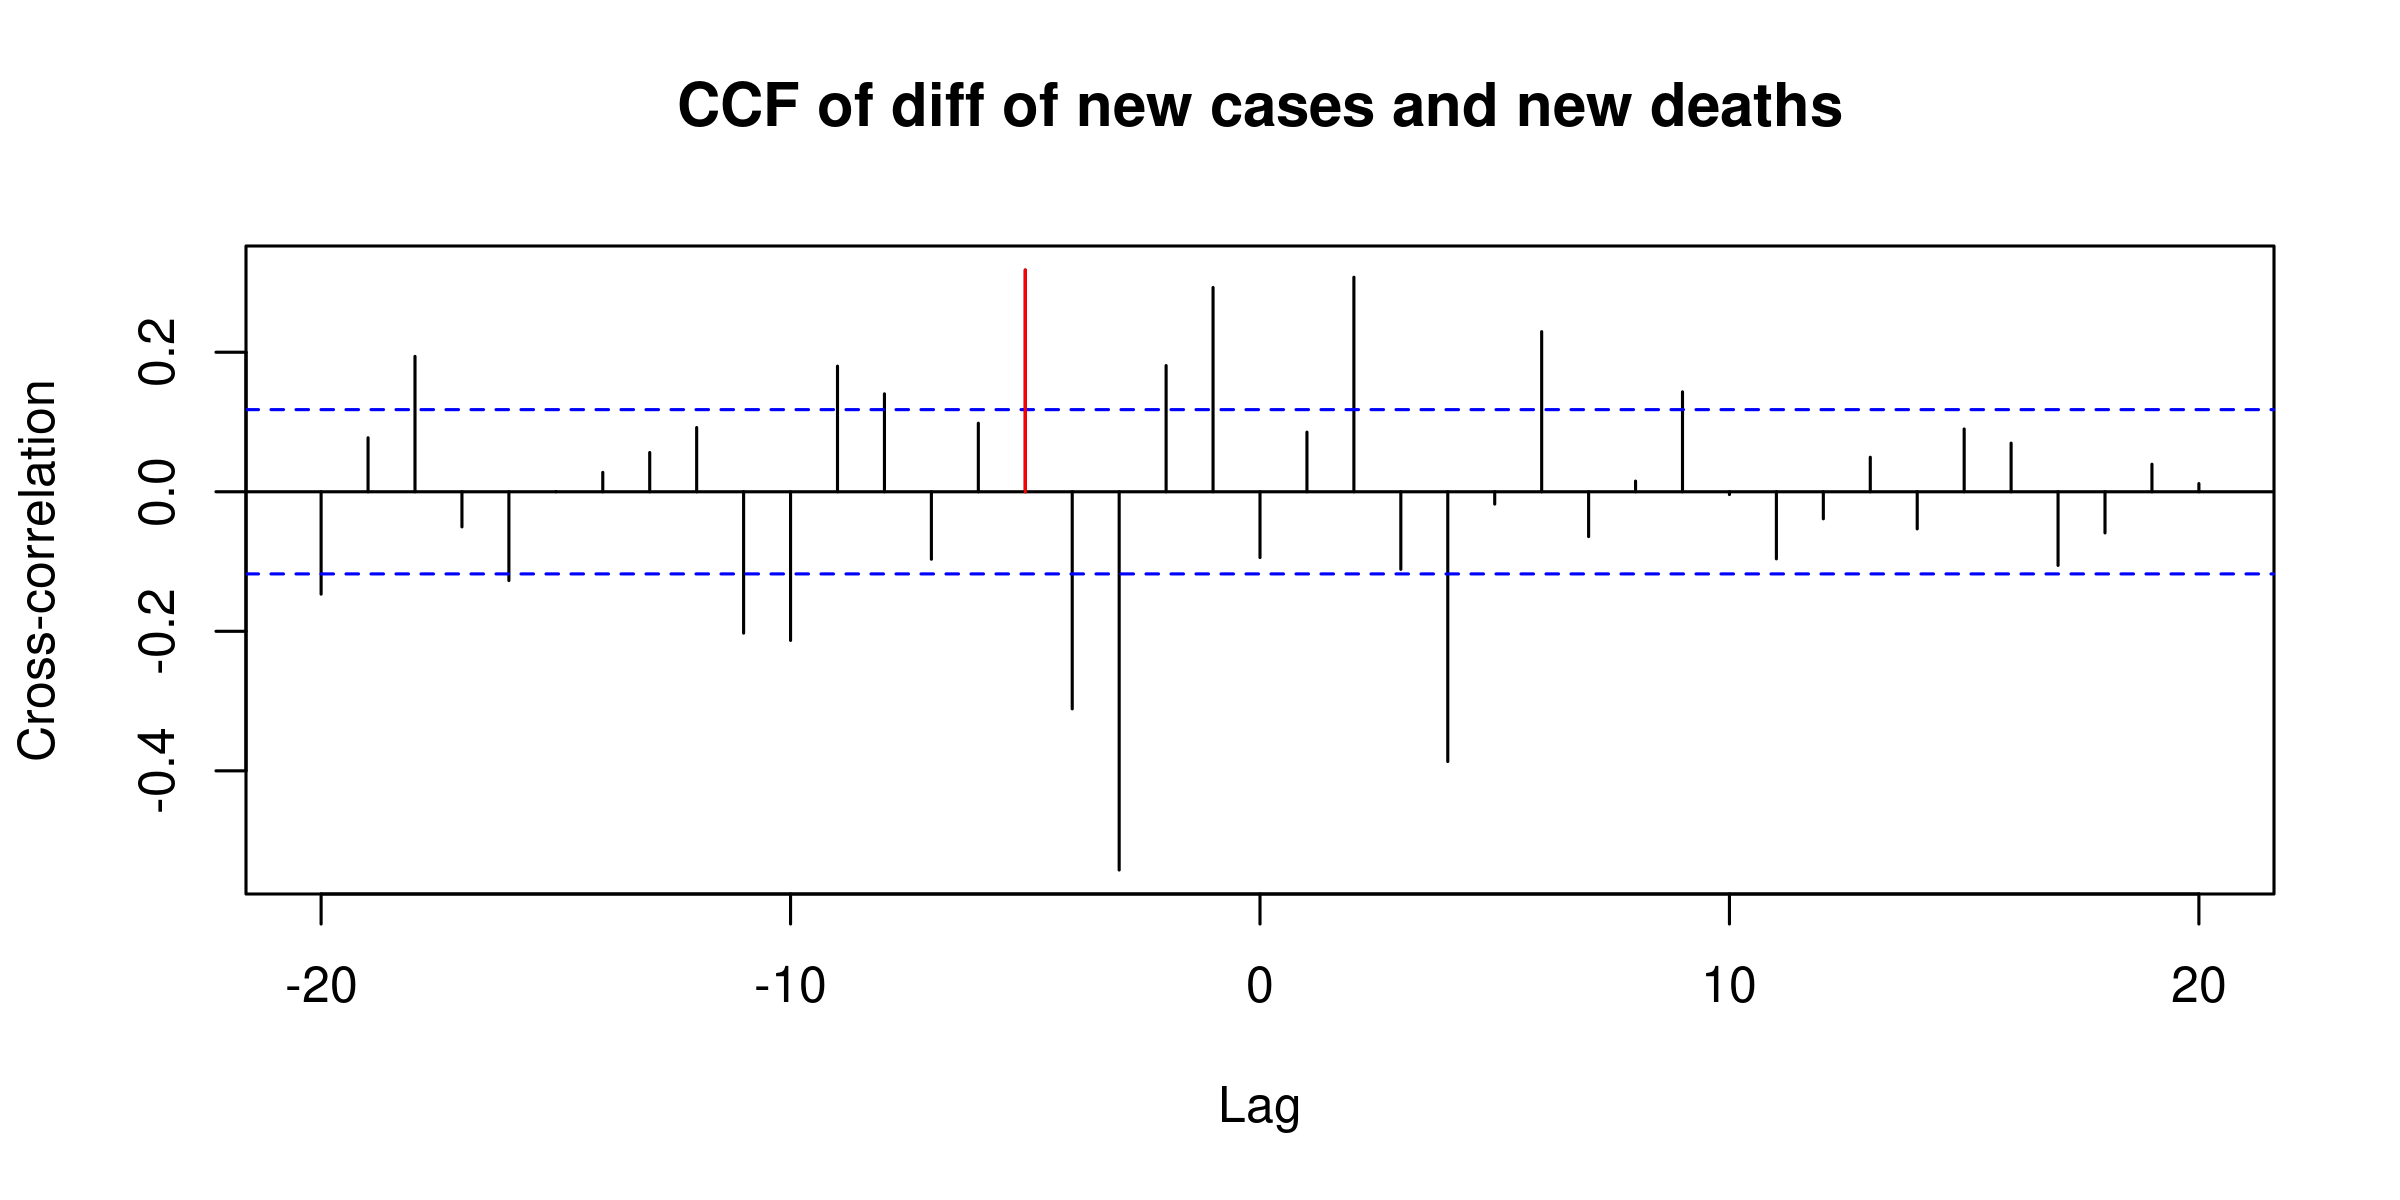 CCF of diff of new cases and new deaths
Cross-correlation
0.2
0.0
-0.2
-0.4
-20 -10 0 10 20
Lag